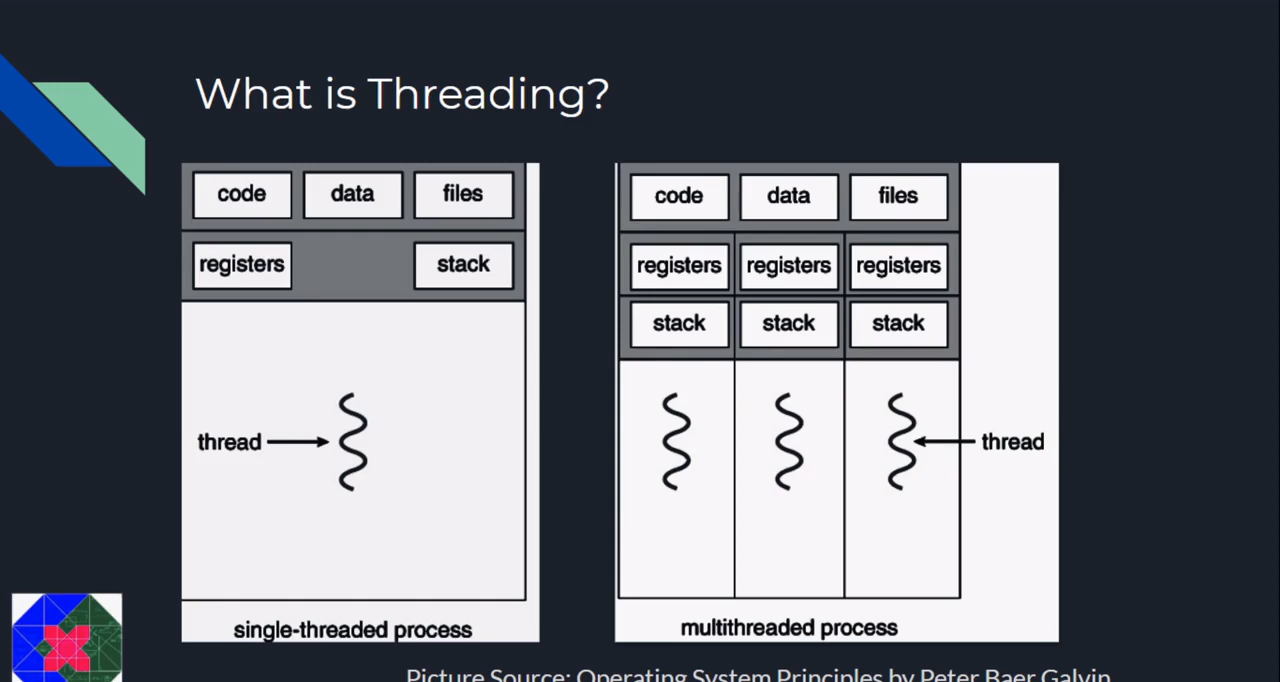 What is Threading?
code data files
registers stack
thread
single-threaded process
code data files
registers registers registers
stack stack stack
thread
multithreaded process
Picture Source: Operating System Principles by Peter Baer Galvin